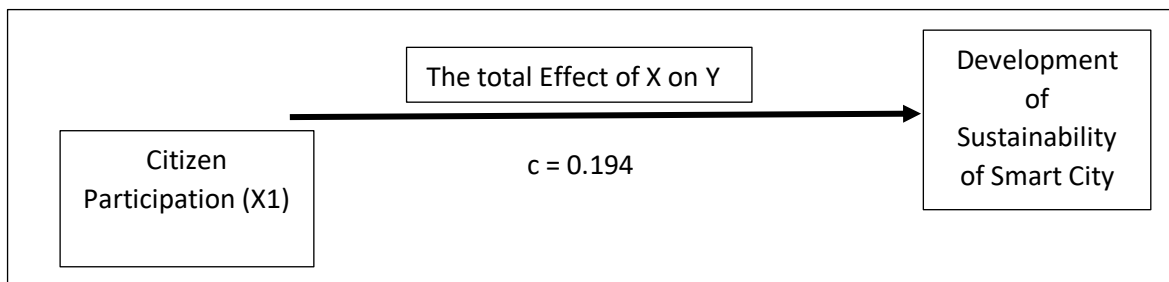 The total Effect of X on Y
Development
of
Sustainability
of Smart City
Citizen
Participation (X1)
c = 0.194